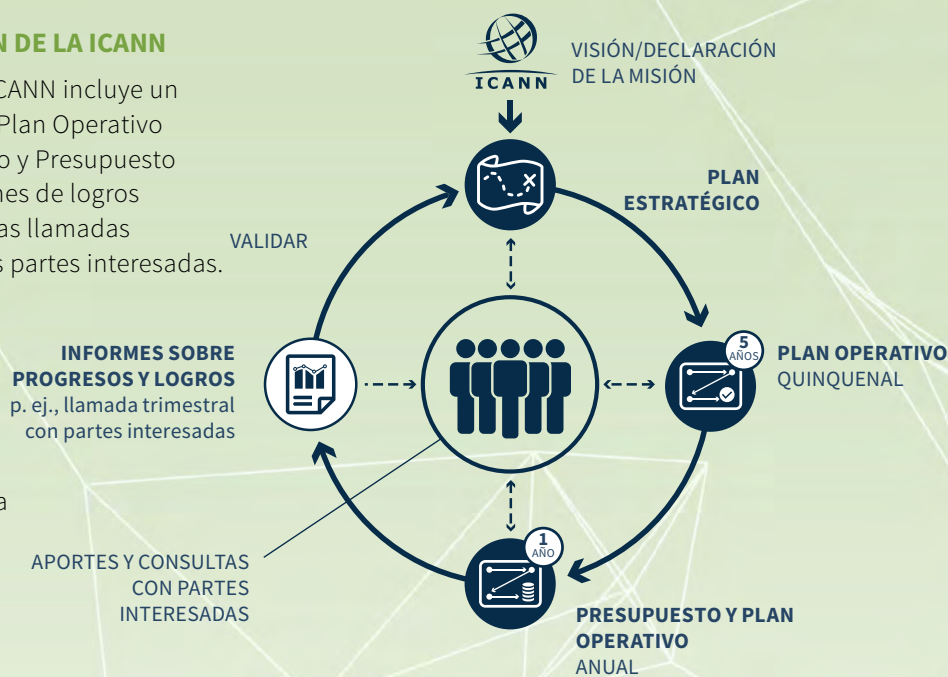 N DE LA ICANN
CANN incluye un
Plan Operativo
o y Presupuesto
nes de logros
as llamadas
s partes interesadas.
a
ICANN
VISIÓN/DECLARACIÓN
DE LA MISIÓN
PLAN
ESTRATÉGICO
VALIDAR
5
AÑOS
PLAN OPERATIVO
QUINQUENAL
INFORMES SOBRE
PROGRESOS Y LOGROS
p. ej., llamada trimestral
con partes interesadas
1
AÑO
APORTES Y CONSULTAS
CON PARTES
INTERESADAS
PRESUPUESTO Y PLAN
OPERATIVO
ANUAL